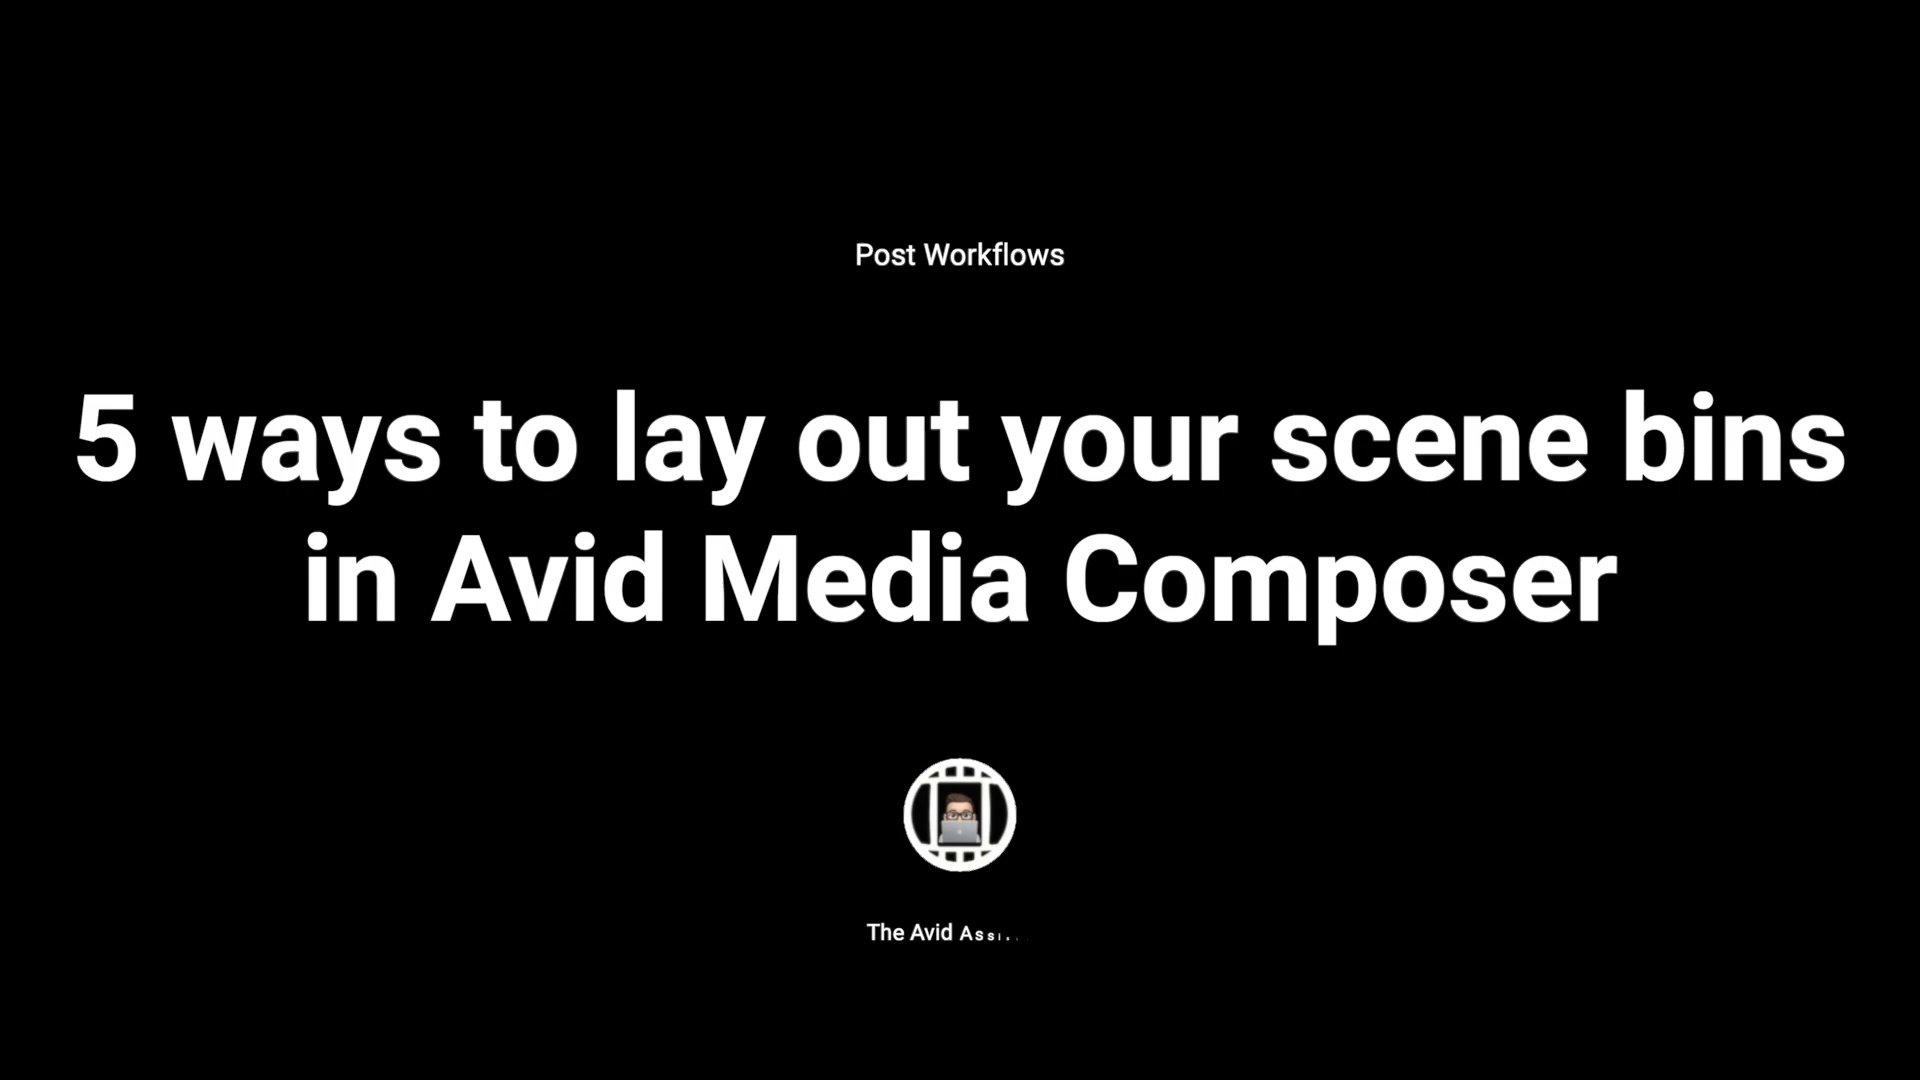 Post Workflows
5 ways to lay out your scene bins
in Avid Media Composer
The Avid